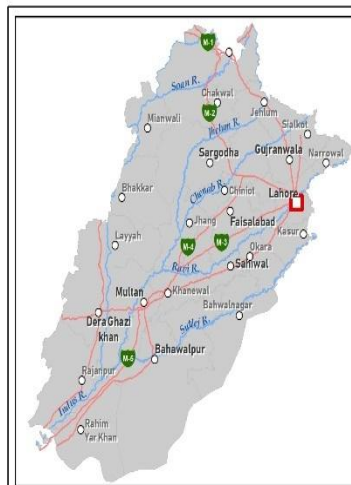 M-1
Soan R.
Chakwal
M-2
Jehlum
Mianwali
Jhelum R.
Sialkot
Sargodha
Gujranwala
Narrowal
Bhakkar
Chenab R.
Chiniot
Lahore
Jhang
Faisalabad
Kasur
Layyah
M-4
M-3
Okara
Ravi R.
Sahiwal
Multan
Khanewal
Dera Ghazi
khan
Sutlej R.
Bahwalnagar
M-5
Bahawalpur
Rajanpur
Indus R.
Rahim
Yar Khan